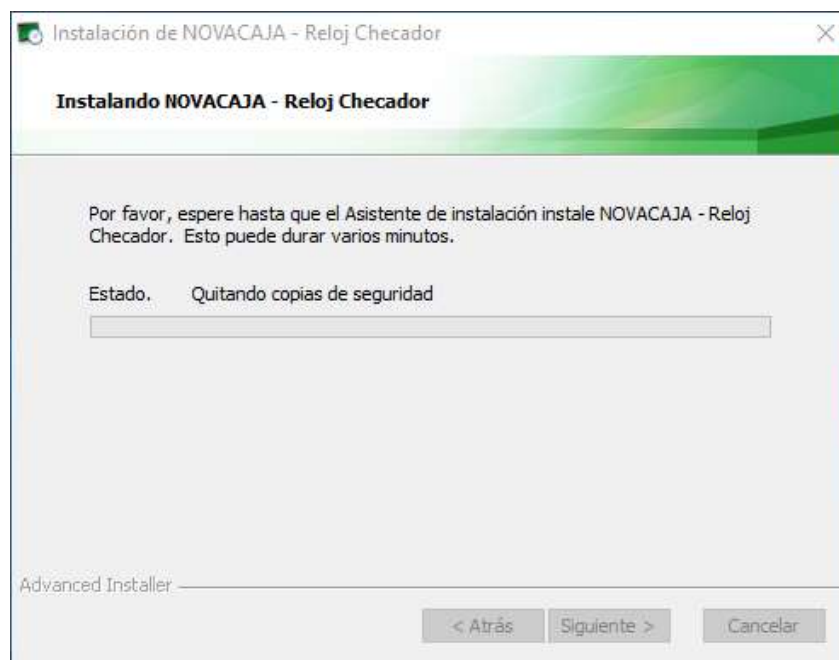 Instalación de NOVACAJA - Reloj Checador
Instalando NOVACAJA - Reloj Checador
Por favor, espere hasta que el Asistente de instalación instale NOVACAJA - Reloj
Checador. Esto puede durar varios minutos.
Estado. Quitando copias de seguridad
Advanced Installer
< Atrás Siguiente > Cancelar